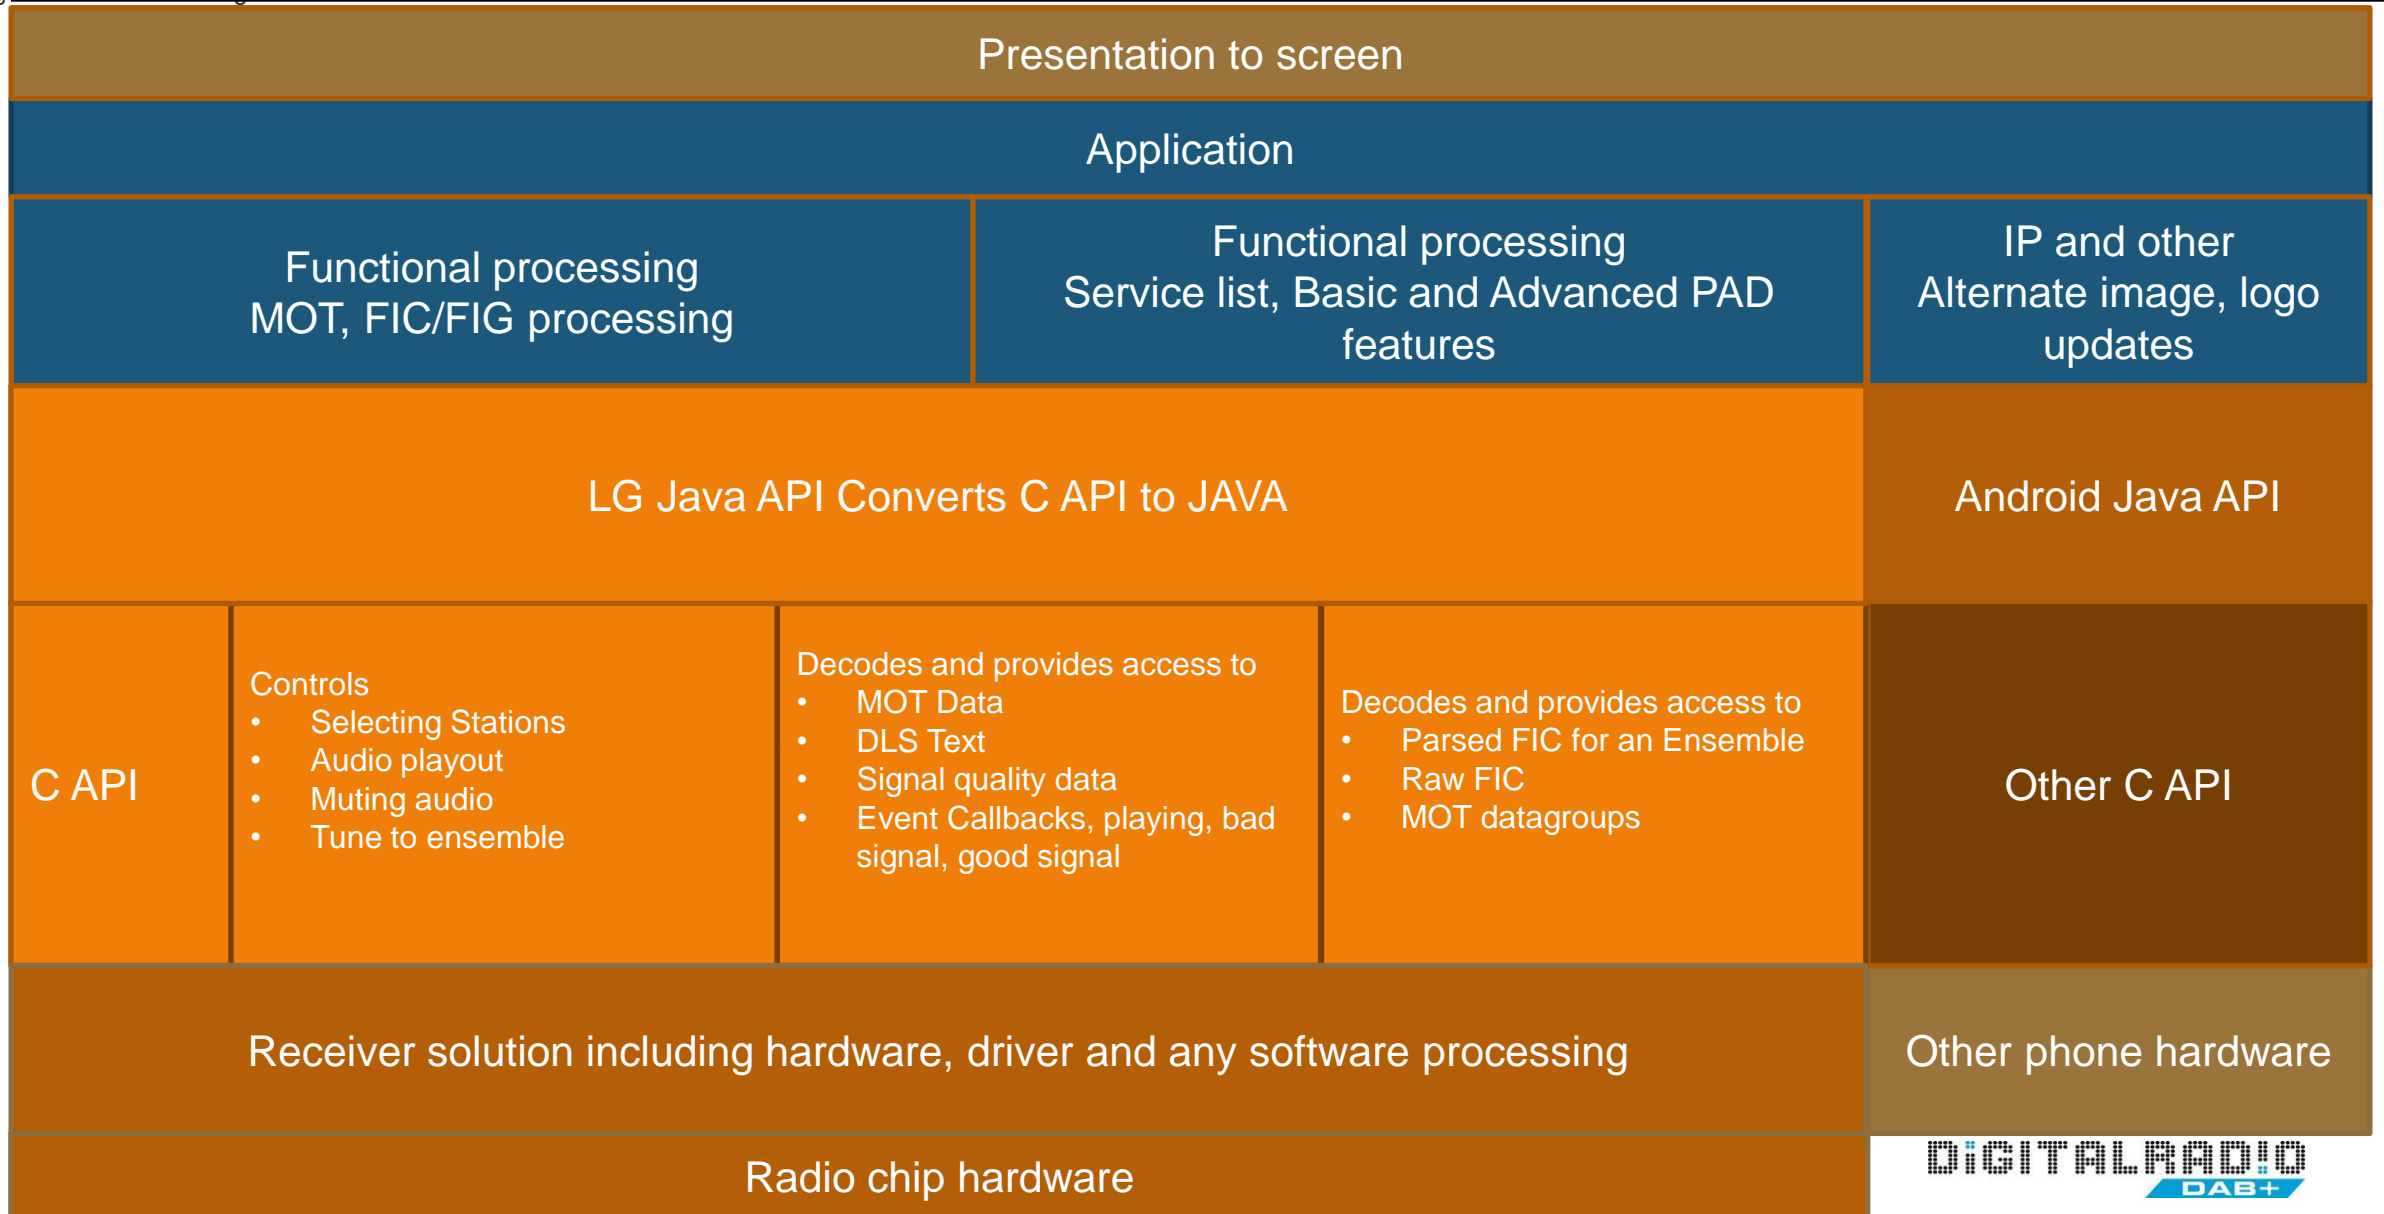 Presentation to screen
Application
Functional processing
MOT, FIC/FIG processing
Functional processing
Service list, Basic and Advanced PAD
features
IP and other
Alternate image, logo
updates
LG Java API Converts C API to JAVA
Android Java API
C API
Controls
• Selecting Stations
• Audio playout
• Muting audio
• Tune to ensemble
Decodes and provides access to
• MOT Data
• DLS Text
• Signal quality data
• Event Callbacks, playing, bad
signal, good signal
Decodes and provides access to
• Parsed FIC for an Ensemble
• Raw FIC
• MOT datagroups
Other C API
Receiver solution including hardware, driver and any software processing
Other phone hardware
Radio chip hardware
DiGITALRAD!O
DAB+